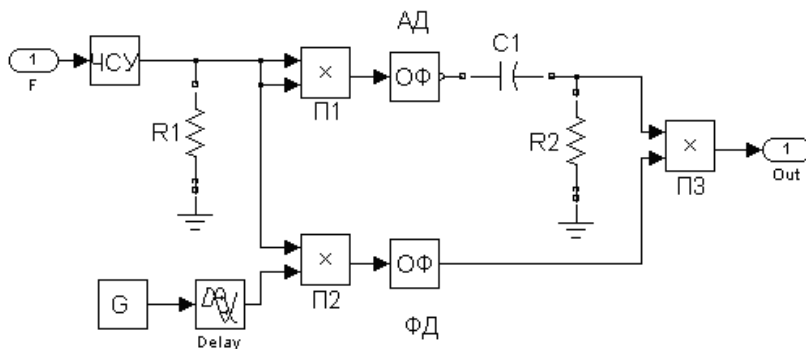 АД
1
F
ЧСУ
×
П1
ОФ
C1
R1
R2
×
П3
1
Out
G
Delay
×
П2
ОФ
ФД